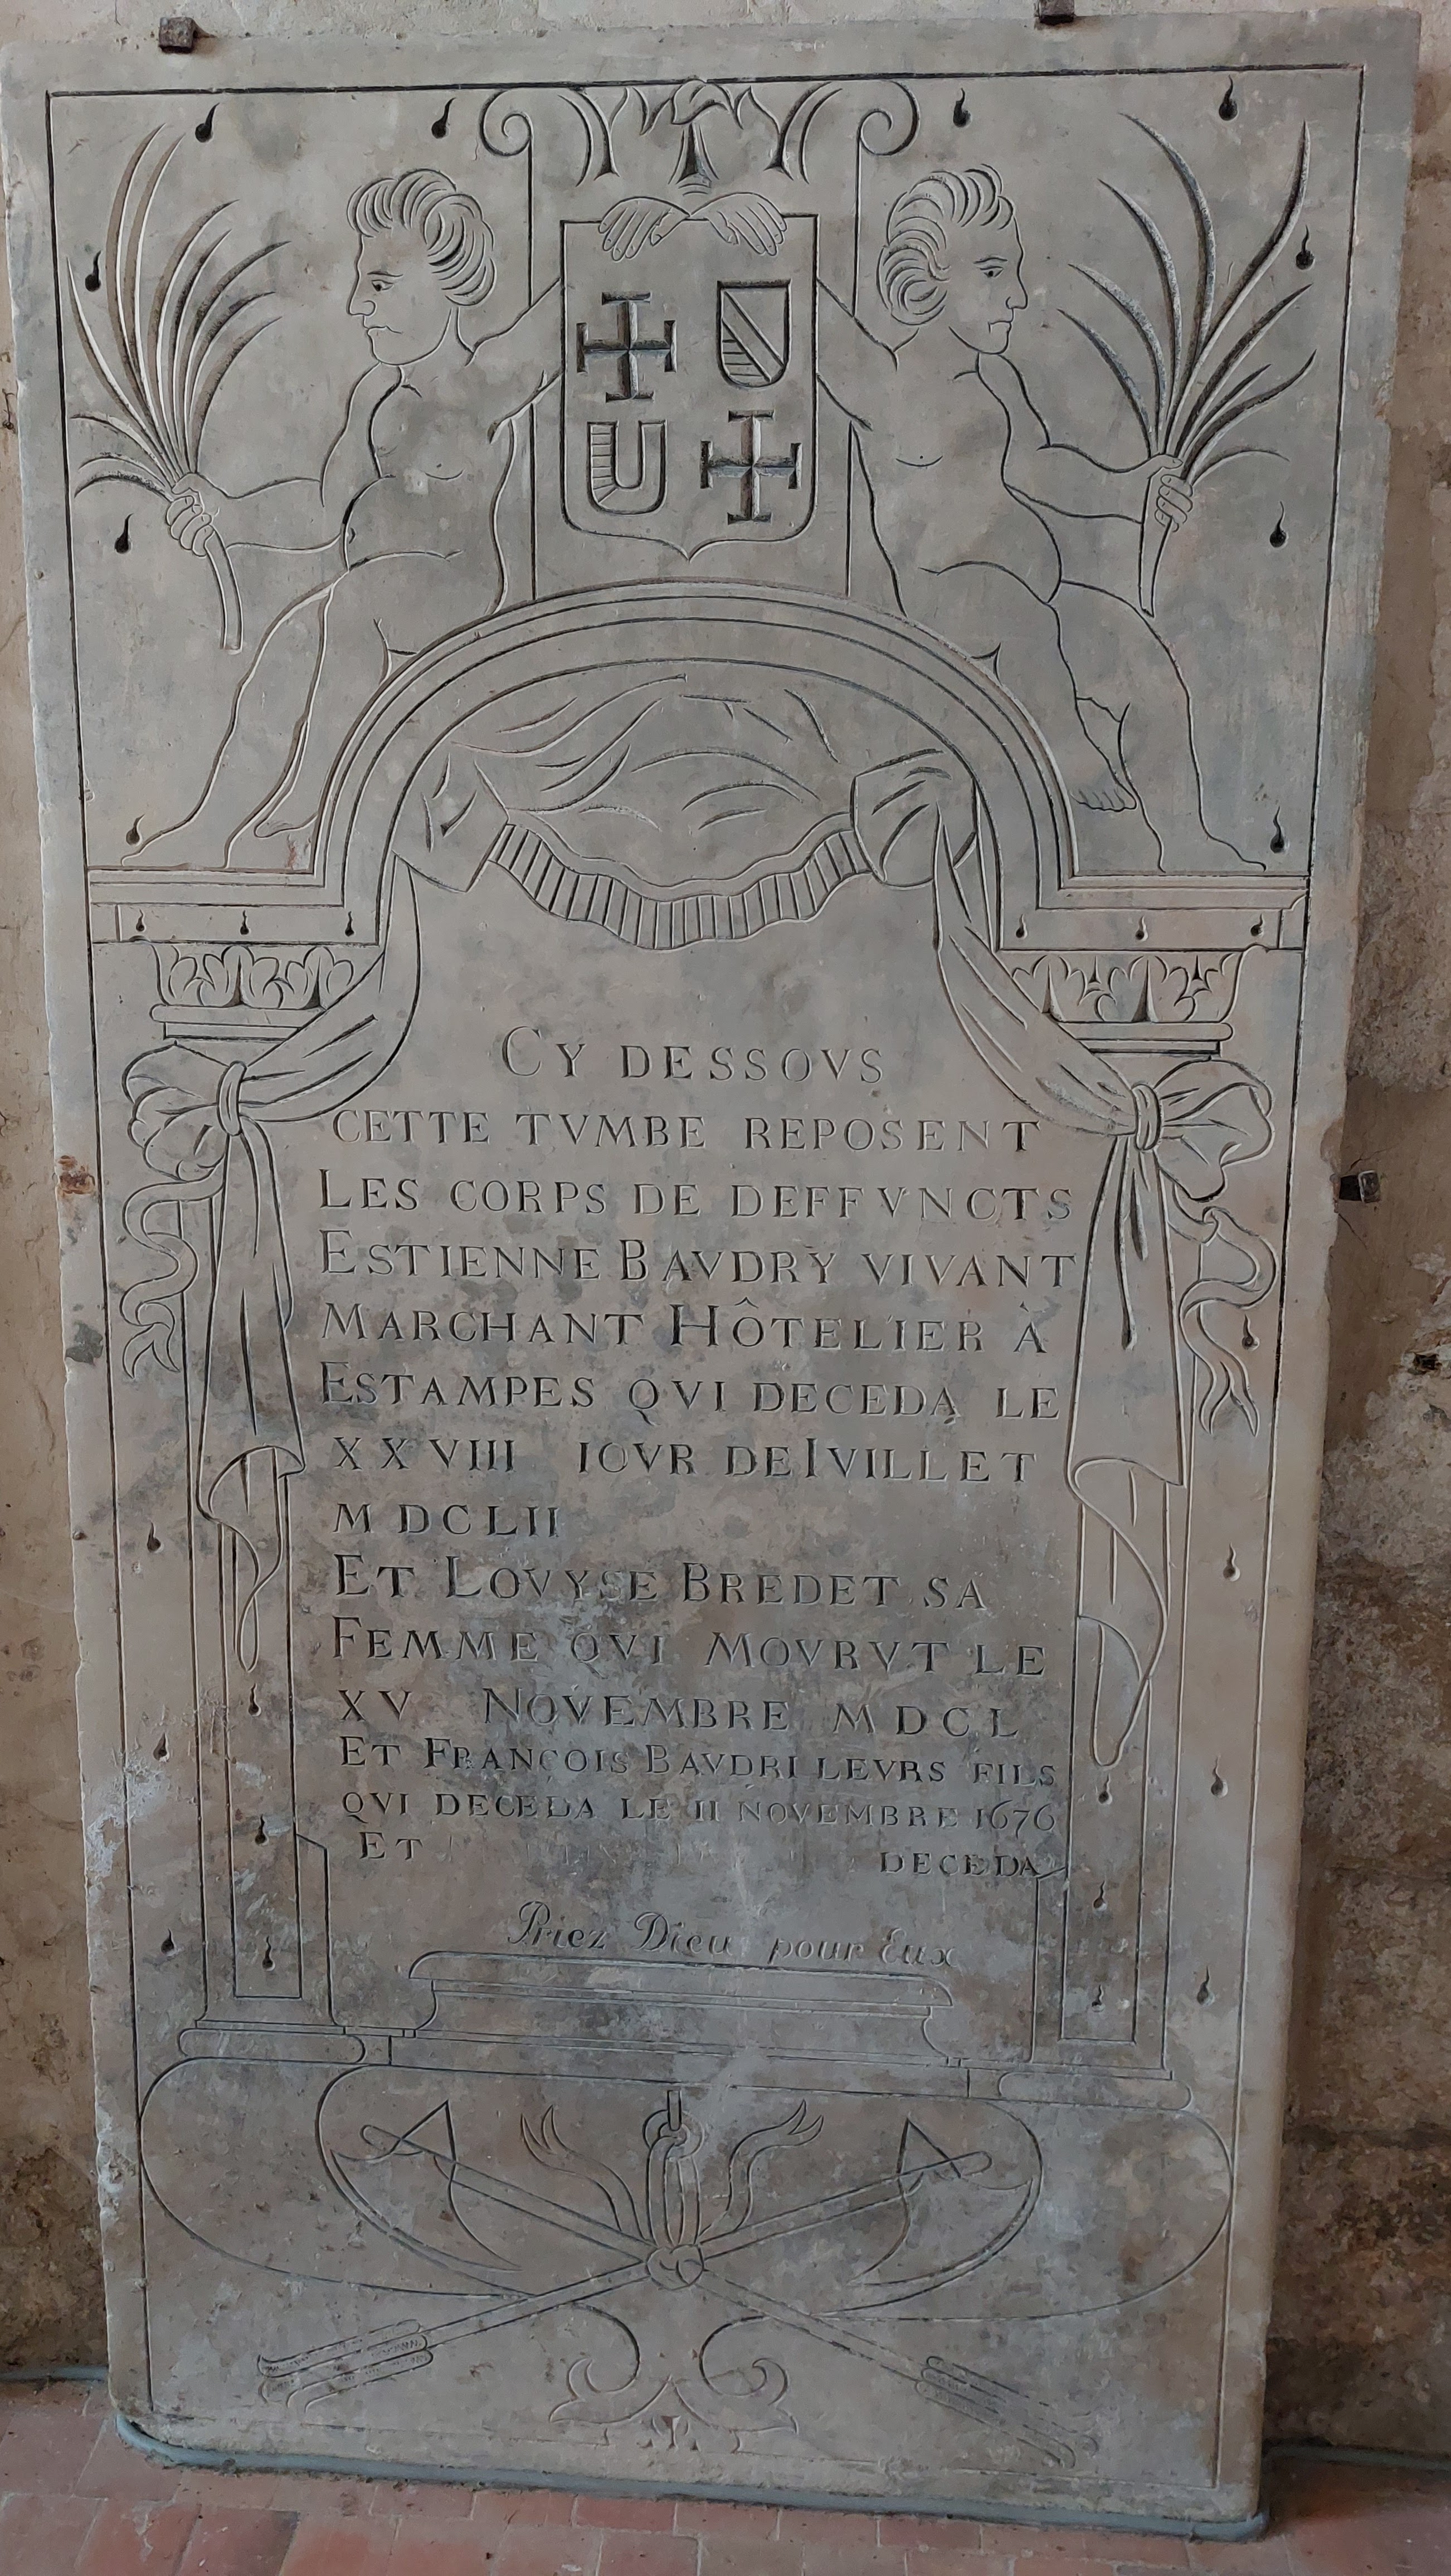 CY DESSOVS
CETTE TVMBE REPOSENT
LES CORPS DE DEFFVNCTS
ESTIENNE BAVDRY VIVANT
MARCHANT HÔTELIER À
ESTAMPES QVI DECEDA LE
XXVIII IOVR DE IVILLET
MDCLII
ET LOVYSE BREDET SA
FEMME QVI MOVRVT LE
XV NOVEMBRE MDCL
ET FRANÇOIS BAVDRI LEVRS FILS
QVI DECEDA LE 11 NOVEMBRE 1676
ET DECEDA
Priez Dieu pour Eux